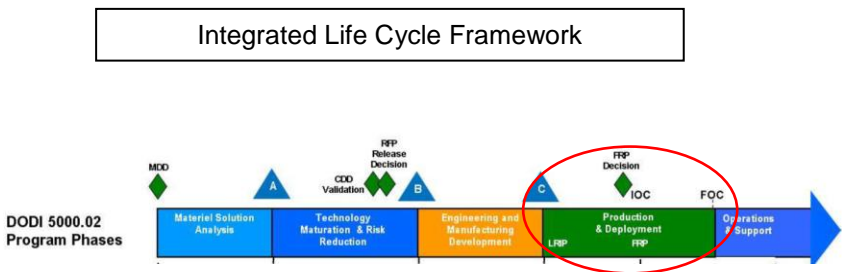 Integrated Life Cycle Framework
MDD
A
CDD
Validation
RFP
Release
Decision
B
C
FRP
Decision
IOC
FOC
DODI 5000.02
Program Phases
Materiel Solution
Analysis
Technology
Maturation & Risk
Reduction
Engineering and
Manufacturing
Development
LRIP
Production
& Deployment
FRP
Operations
& Support